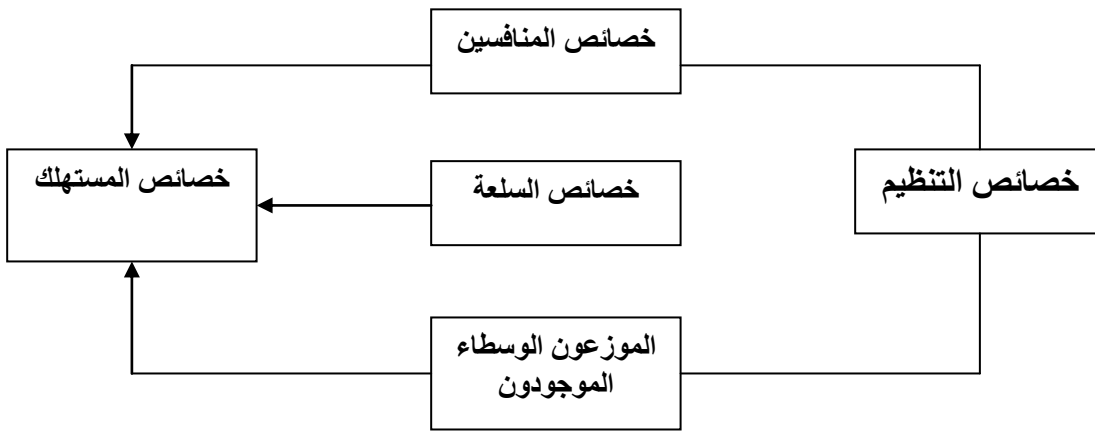 خصائص المنافسين
خصائص التنظيم
خصائص السلعة
خصائص المستهلك
الموزعون الوسطاء
الموجودون